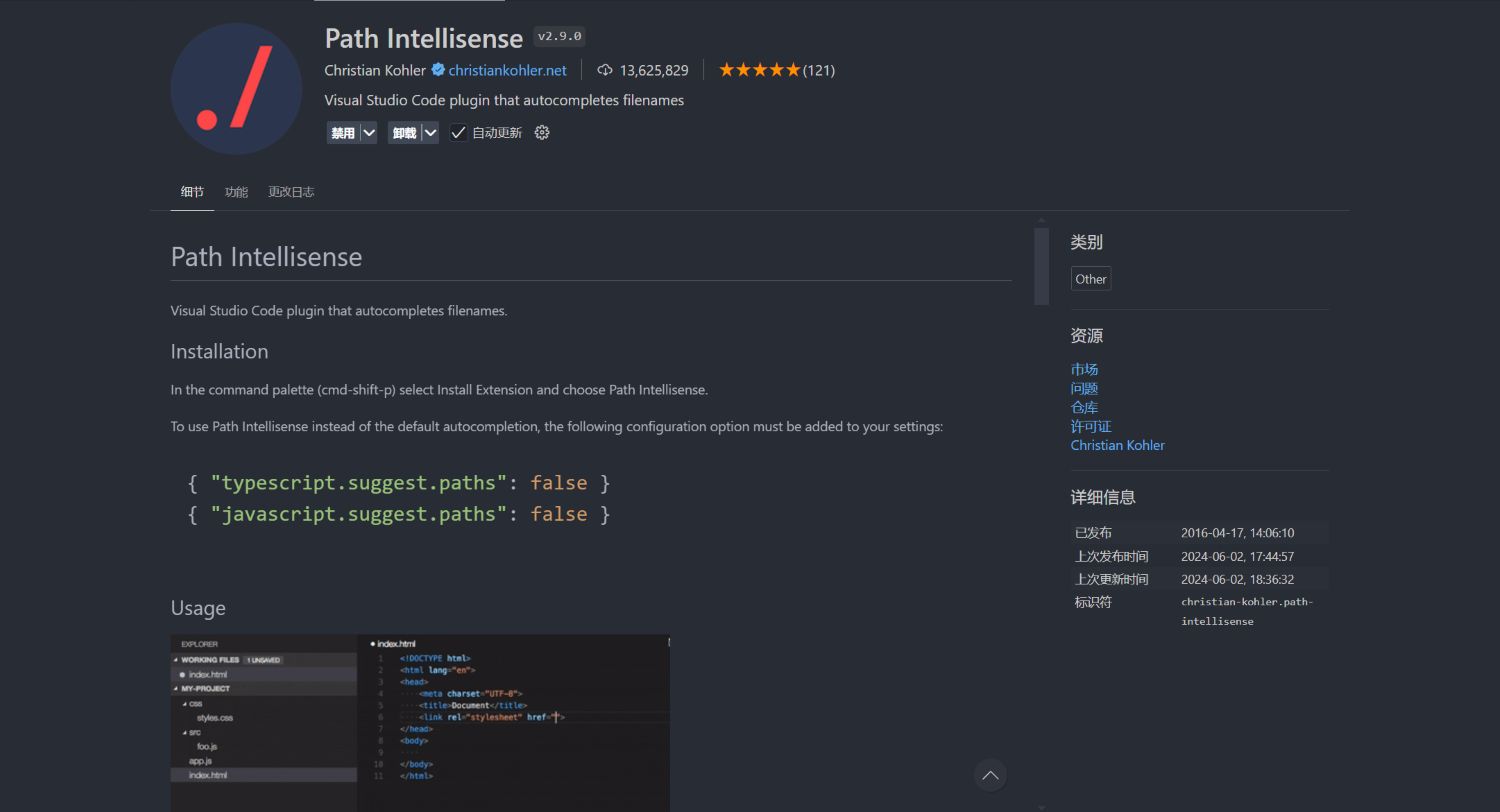 Path Intellisense v2.9.0
Christian Kohler christiankohler.net 13,625,829 (121)
Visual Studio Code plugin that autocompletes filenames
禁用 卸载 自动更新
细节 功能 更改日志
Path Intellisense
Visual Studio Code plugin that autocompletes filenames.
Installation
In the command palette (cmd-shift-p) select Install Extension and choose Path Intellisense.
To use Path Intellisense instead of the default autocompletion, the following configuration option must be added to your settings:
{ "typescript.suggest.paths": false }
{ "javascript.suggest.paths": false }
Usage
EXPLORER
WORKING FILES 1 UNSAVED
index.html
MY-PROJECT
css
styles.css
src
foo.js
app.js
index.html
index.html
1 <!DOCTYPE html>
2 <html lang="en">
3 <head>
4 <meta charset="UTF-8">
5 <title>Document</title>
6 <link rel="stylesheet" href="">
7 </head>
8 <body>
9
10 </body>
11 </html>
类别
Other
资源
市场
问题
仓库
许可证
Christian Kohler
详细信息
已发布 2016-04-17, 14:06:10
上次发布时间 2024-06-02, 17:44:57
上次更新时间 2024-06-02, 18:36:32
标识符 christian-kohler.path-
intellisense